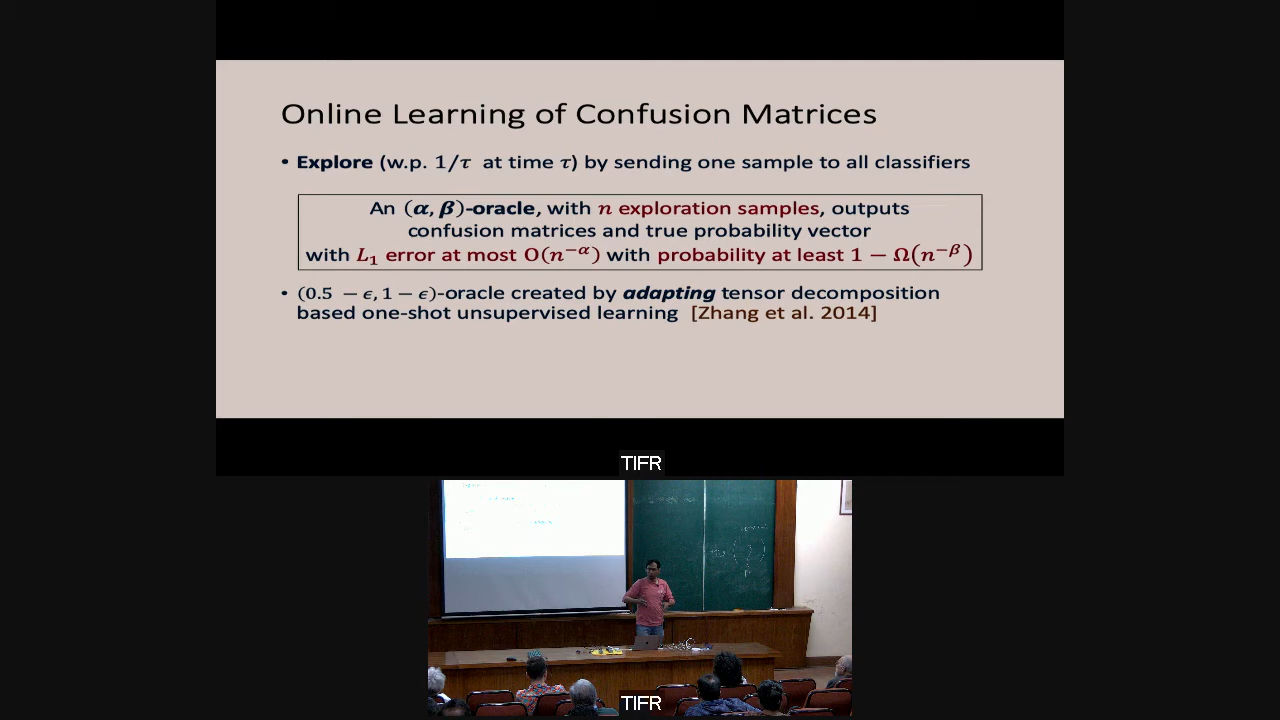 Online Learning of Confusion Matrices
• Explore (w.p. 1/τ at time τ) by sending one sample to all classifiers
An (α, β)-oracle, with n exploration samples, outputs
confusion matrices and true probability vector
with L₁ error at most O(n⁻ᵅ) with probability at least 1 − Ω(n⁻ᵝ)
• (0.5 − ϵ, 1 − ϵ)-oracle created by adapting tensor decomposition
based one-shot unsupervised learning [Zhang et al. 2014]
TIFR
TIFR